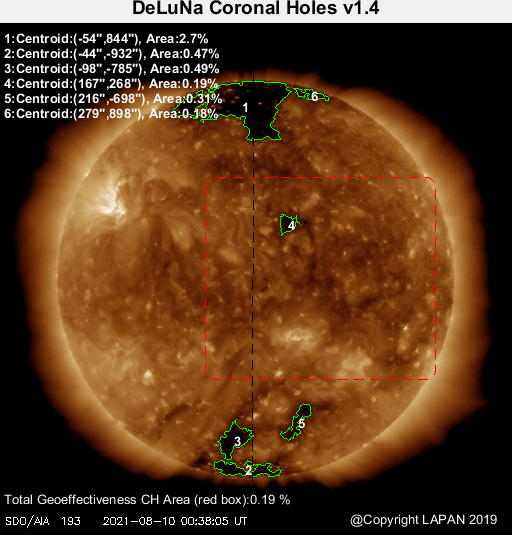 DeLuNa Coronal Holes v1.4
1:Centroid:(-54",844"), Area:2.7%
2:Centroid:(-44",-932"), Area:0.47%
3:Centroid:(-98",-785"), Area:0.49%
4:Centroid:(167",268"), Area:0.19%
5:Centroid:(216",-698"), Area:0.31%
6:Centroid:(279",898"), Area:0.18%
6
1
4
5
3
2
Total Geoeffectiveness CH Area (red box):0.19 %
SDO/AIA 193 2021-08-10 00:38:05 UT
@Copyright LAPAN 2019